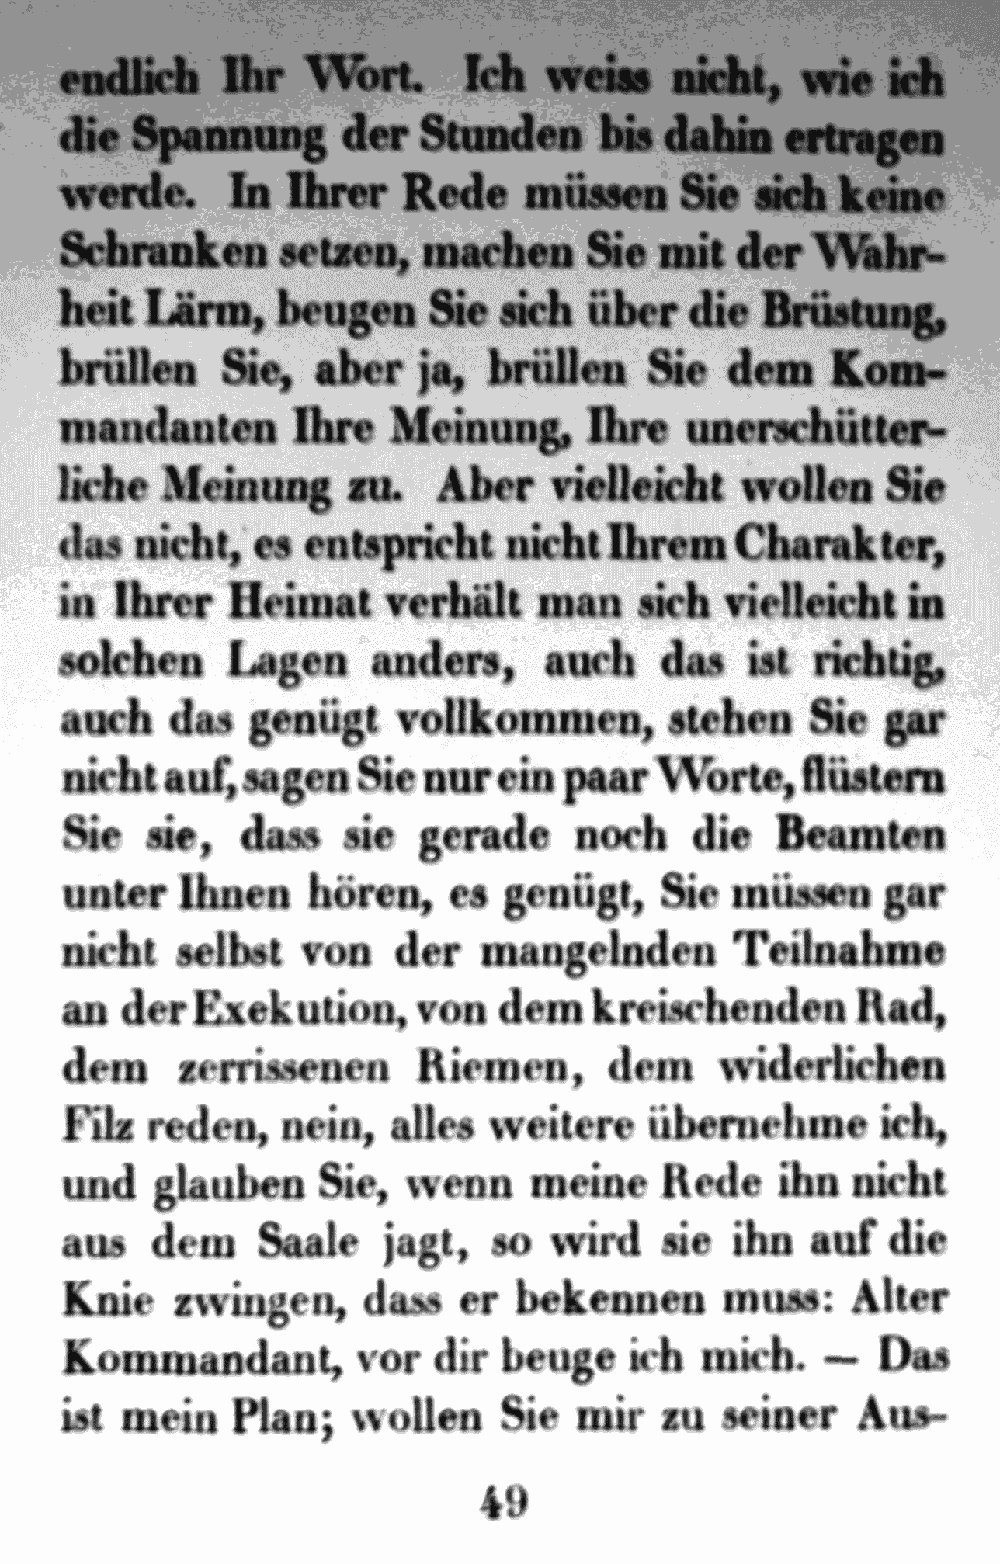 endlich Ihr Wort. Ich weiss nicht, wie ich
die Spannung der Stunden bis dahin ertragen
werde. In Ihrer Rede müssen Sie sich keine
Schranken setzen, machen Sie mit der Wahr-
heit Lärm, beugen Sie sich über die Brüstung,
brüllen Sie, aber ja, brüllen Sie dem Kom-
mandanten Ihre Meinung, Ihre unerschütter-
liche Meinung zu. Aber vielleicht wollen Sie
das nicht, es entspricht nicht Ihrem Charakter,
in Ihrer Heimat verhält man sich vielleicht in
solchen Lagen anders, auch das ist richtig,
auch das genügt vollkommen, stehen Sie gar
nicht auf, sagen Sie nur ein paar Worte, flüstern
Sie sie, dass sie gerade noch die Beamten
unter Ihnen hören, es genügt, Sie müssen gar
nicht selbst von der mangelnden Teilnahme
an der Exekution, von dem kreischenden Rad,
dem zerrissenen Riemen, dem widerlichen
Filz reden, nein, alles weitere übernehme ich,
und glauben Sie, wenn meine Rede ihn nicht
aus dem Saale jagt, so wird sie ihn auf die
Knie zwingen, dass er bekennen muss: Alter
Kommandant, vor dir beuge ich mich. — Das
ist mein Plan; wollen Sie mir zu seiner Aus-
49